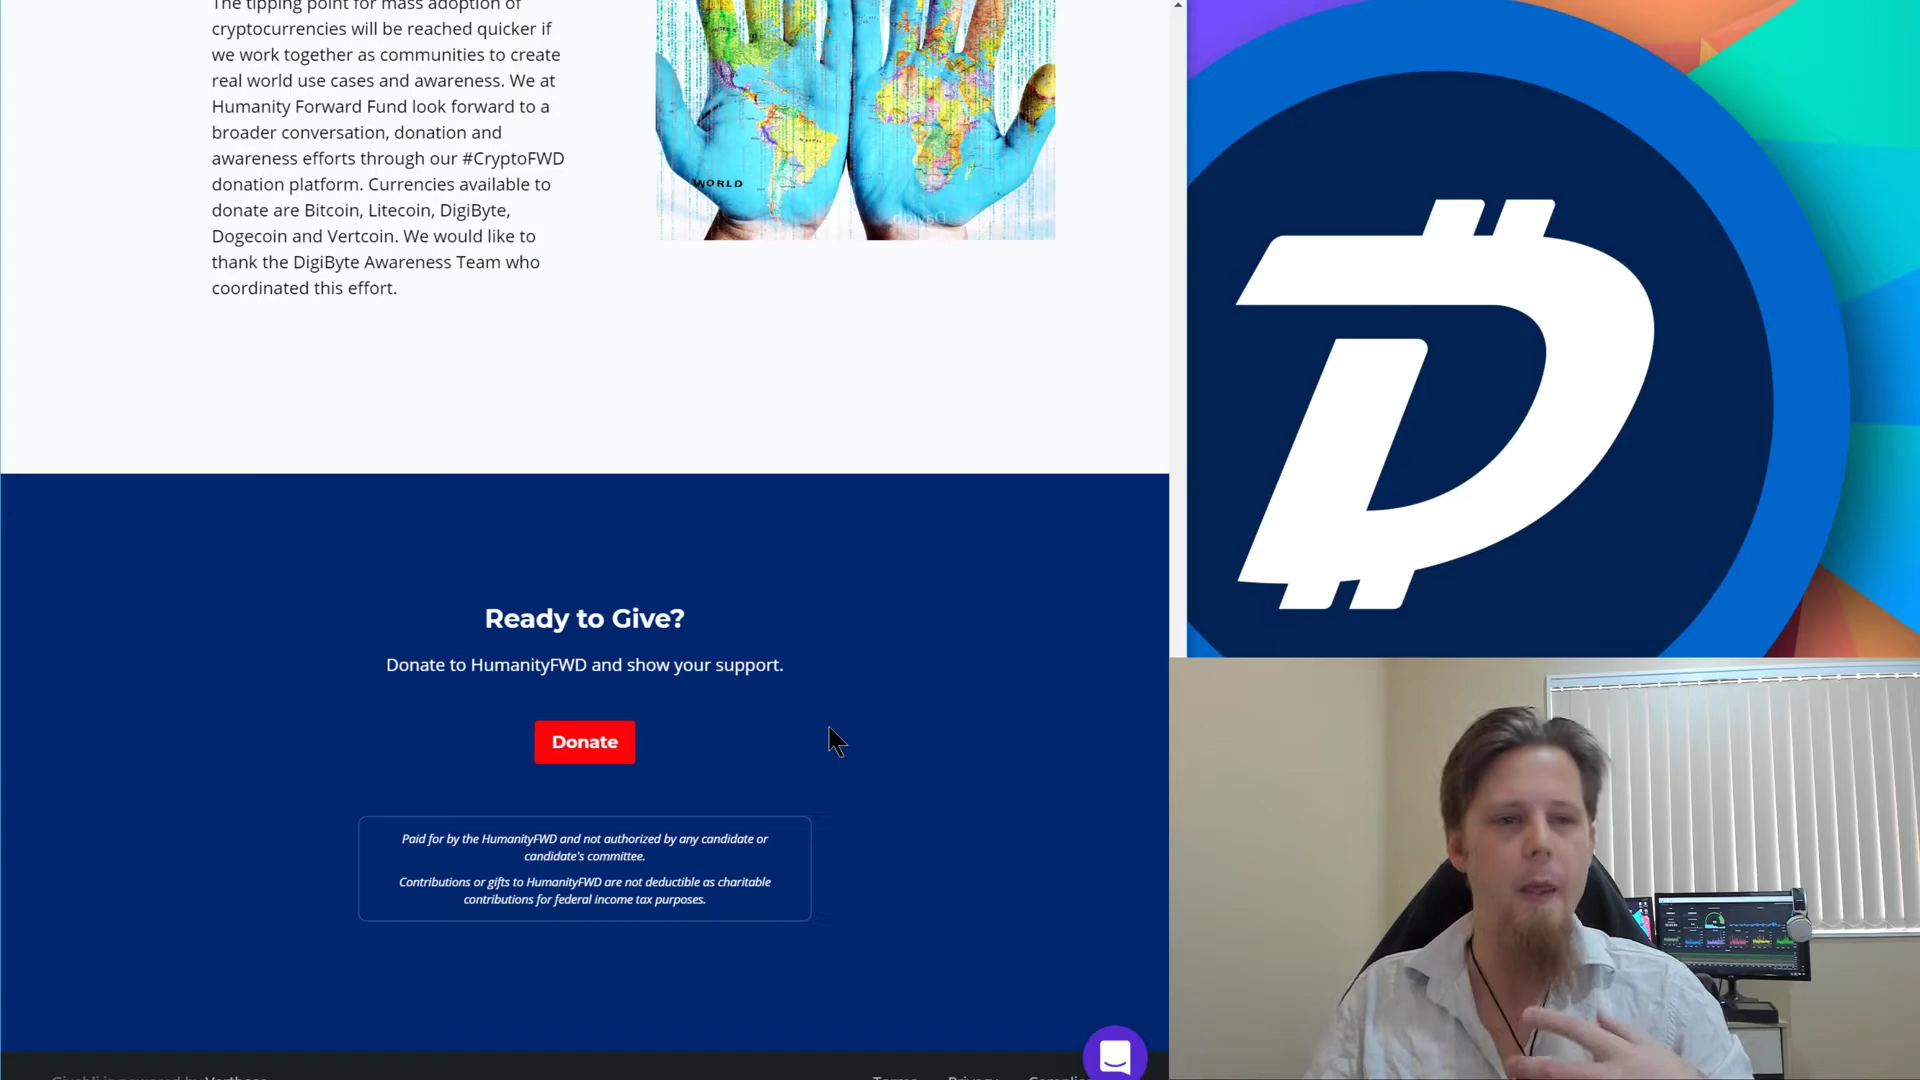 The tipping point for mass adoption of
cryptocurrencies will be reached quicker if
we work together as communities to create
real world use cases and awareness. We at
Humanity Forward Fund look forward to a
broader conversation, donation and
awareness efforts through our #CryptoFWD
donation platform. Currencies available to
donate are Bitcoin, Litecoin, DigiByte,
Dogecoin and Vertcoin. We would like to
thank the DigiByte Awareness Team who
coordinated this effort.
WORLD
Ready to Give?
Donate to HumanityFWD and show your support.
Donate
Paid for by the HumanityFWD and not authorized by any candidate or
candidate's committee.
Contributions or gifts to HumanityFWD are not deductible as charitable
contributions for federal income tax purposes.